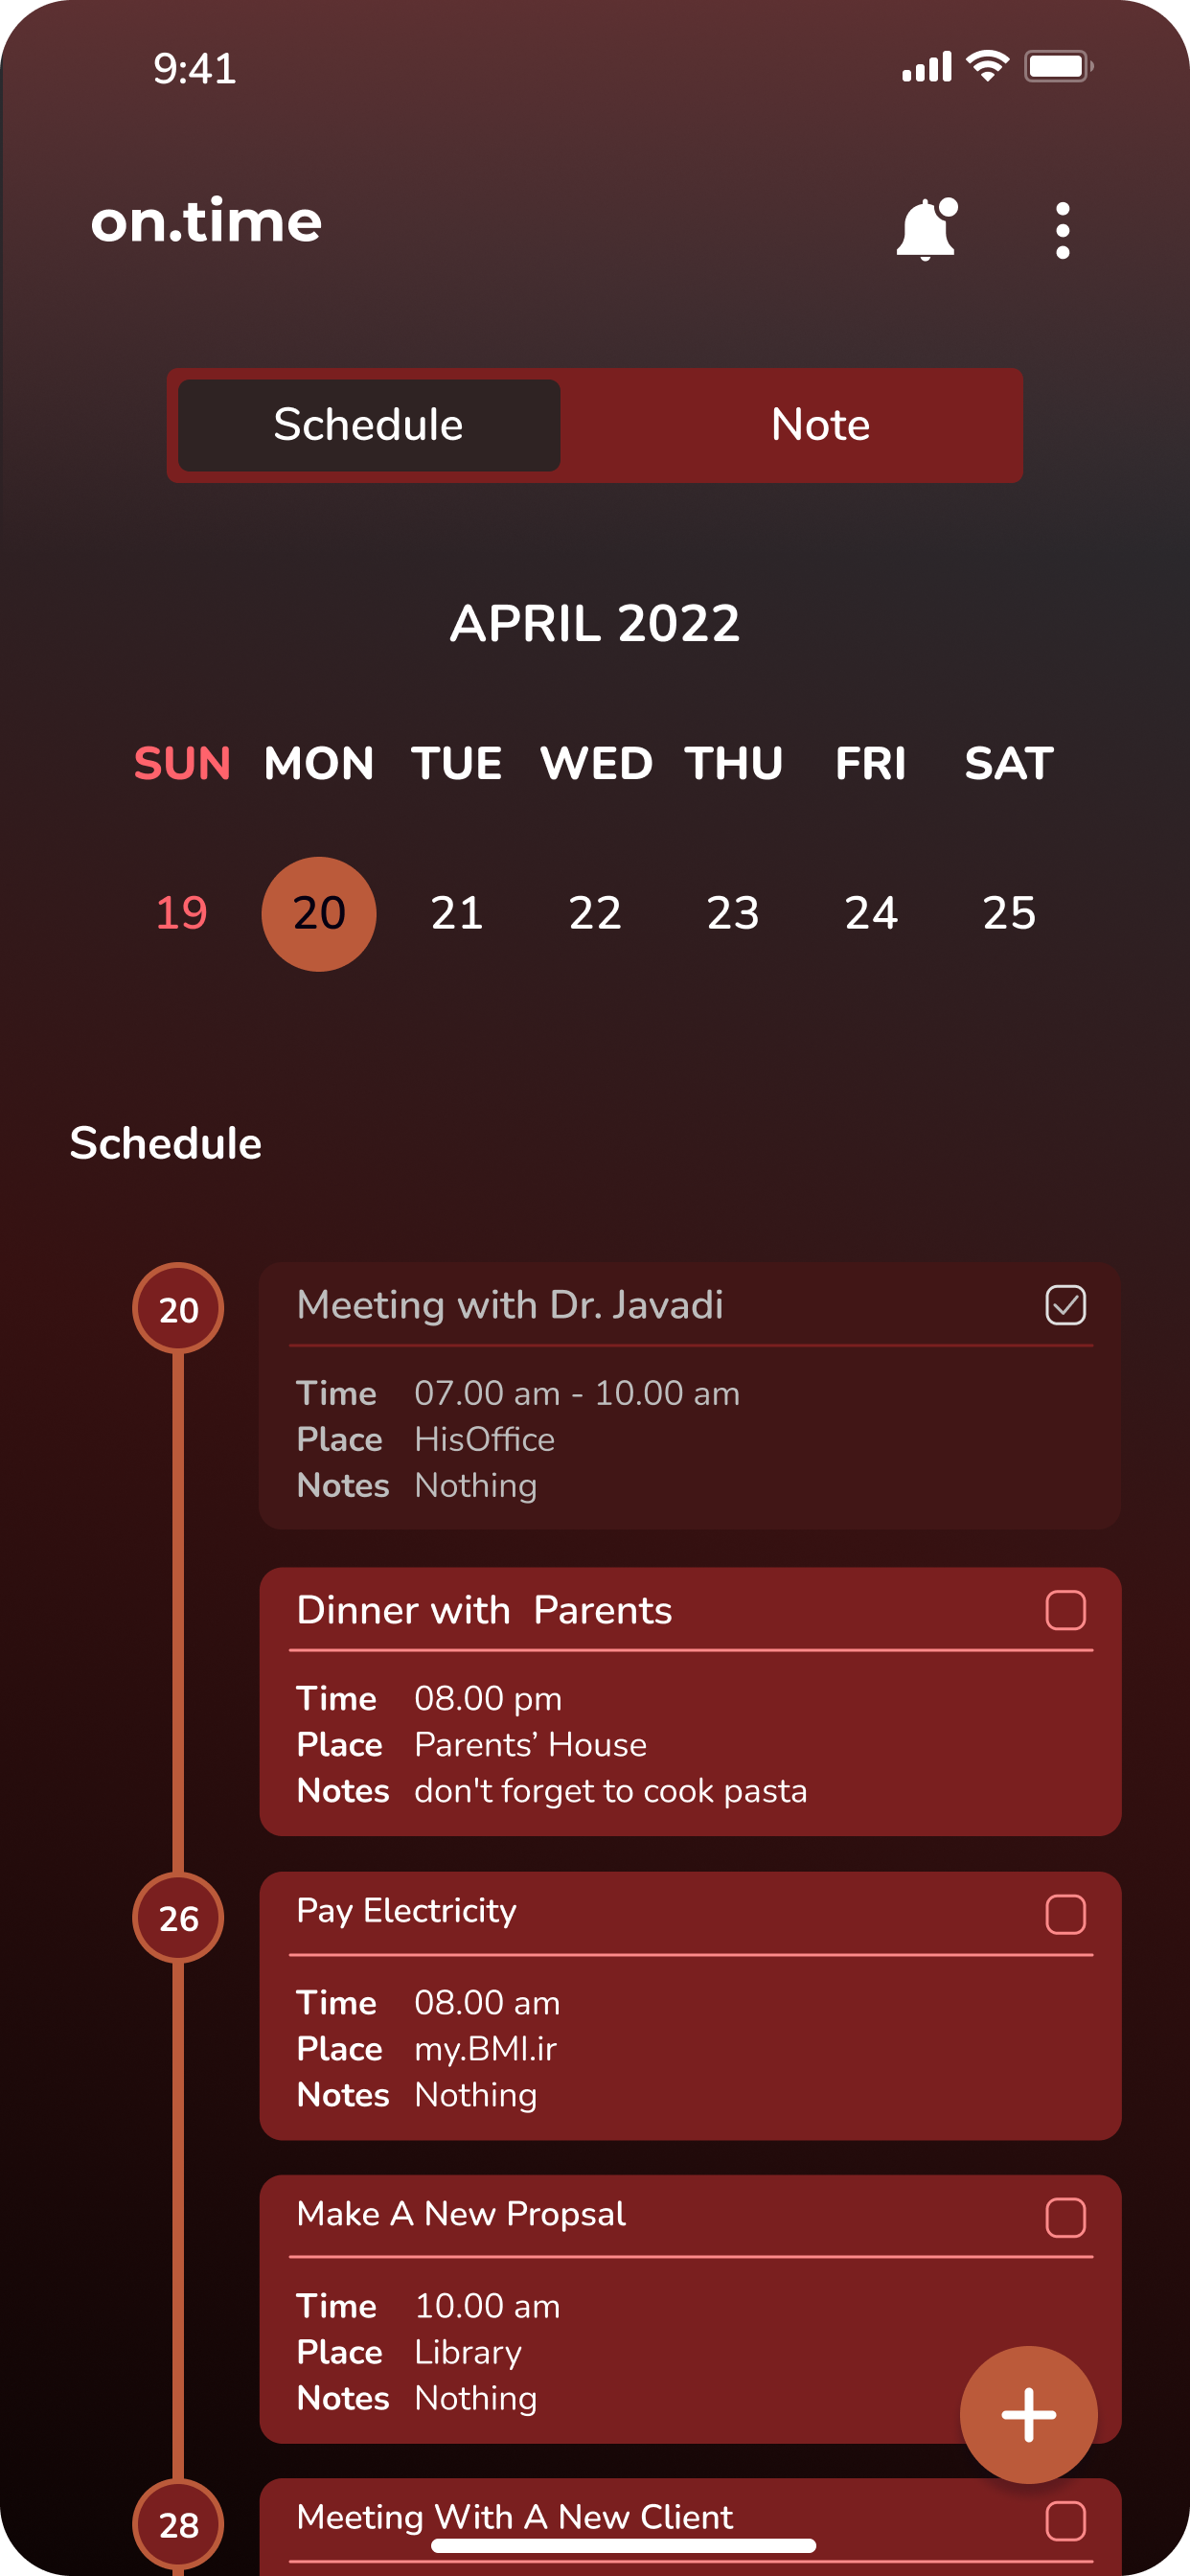 9:41
on.time
Schedule Note
APRIL 2022
SUN MON TUE WED THU FRI SAT
19 20 21 22 23 24 25
Schedule
20
Meeting with Dr. Javadi
Time 07.00 am - 10.00 am
Place HisOffice
Notes Nothing
Dinner with  Parents
Time 08.00 pm
Place Parents’ House
Notes don't forget to cook pasta
26
Pay Electricity
Time 08.00 am
Place my.BMI.ir
Notes Nothing
Make A New Propsal
Time 10.00 am
Place Library
Notes Nothing
28
Meeting With A New Client